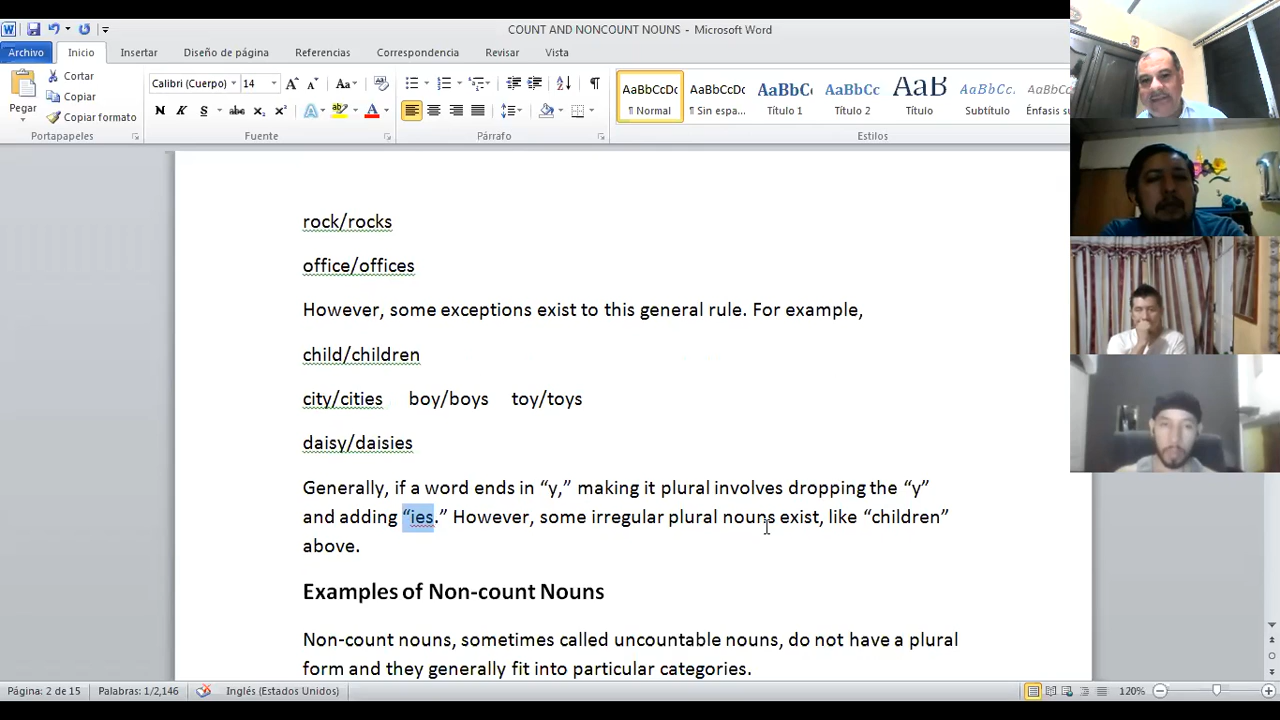 COUNT AND NONCOUNT NOUNS - Microsoft Word
Archivo Inicio Insertar Diseño de página Referencias Correspondencia Revisar Vista
Pegar
Cortar
Copiar
Copiar formato
Portapapeles
Calibri (Cuerpo) 14
N K S abc x₂ x²
Fuente
Párrafo
AaBbCcDc AaBbCcDc AaBbCc AaBbCc AaB AaBbCc. AaBbCcDc
¶ Normal ¶ Sin espa... Título 1 Título 2 Título Subtítulo Énfasis su
Estilos
rock/rocks
office/offices
However, some exceptions exist to this general rule. For example,
child/children
city/cities boy/boys toy/toys
daisy/daisies
Generally, if a word ends in “y,” making it plural involves dropping the “y”
and adding “ies.” However, some irregular plural nouns exist, like “children”
above.
Examples of Non-count Nouns
Non-count nouns, sometimes called uncountable nouns, do not have a plural
form and they generally fit into particular categories.
Página: 2 de 15 Palabras: 1/2,146 Inglés (Estados Unidos) 120%